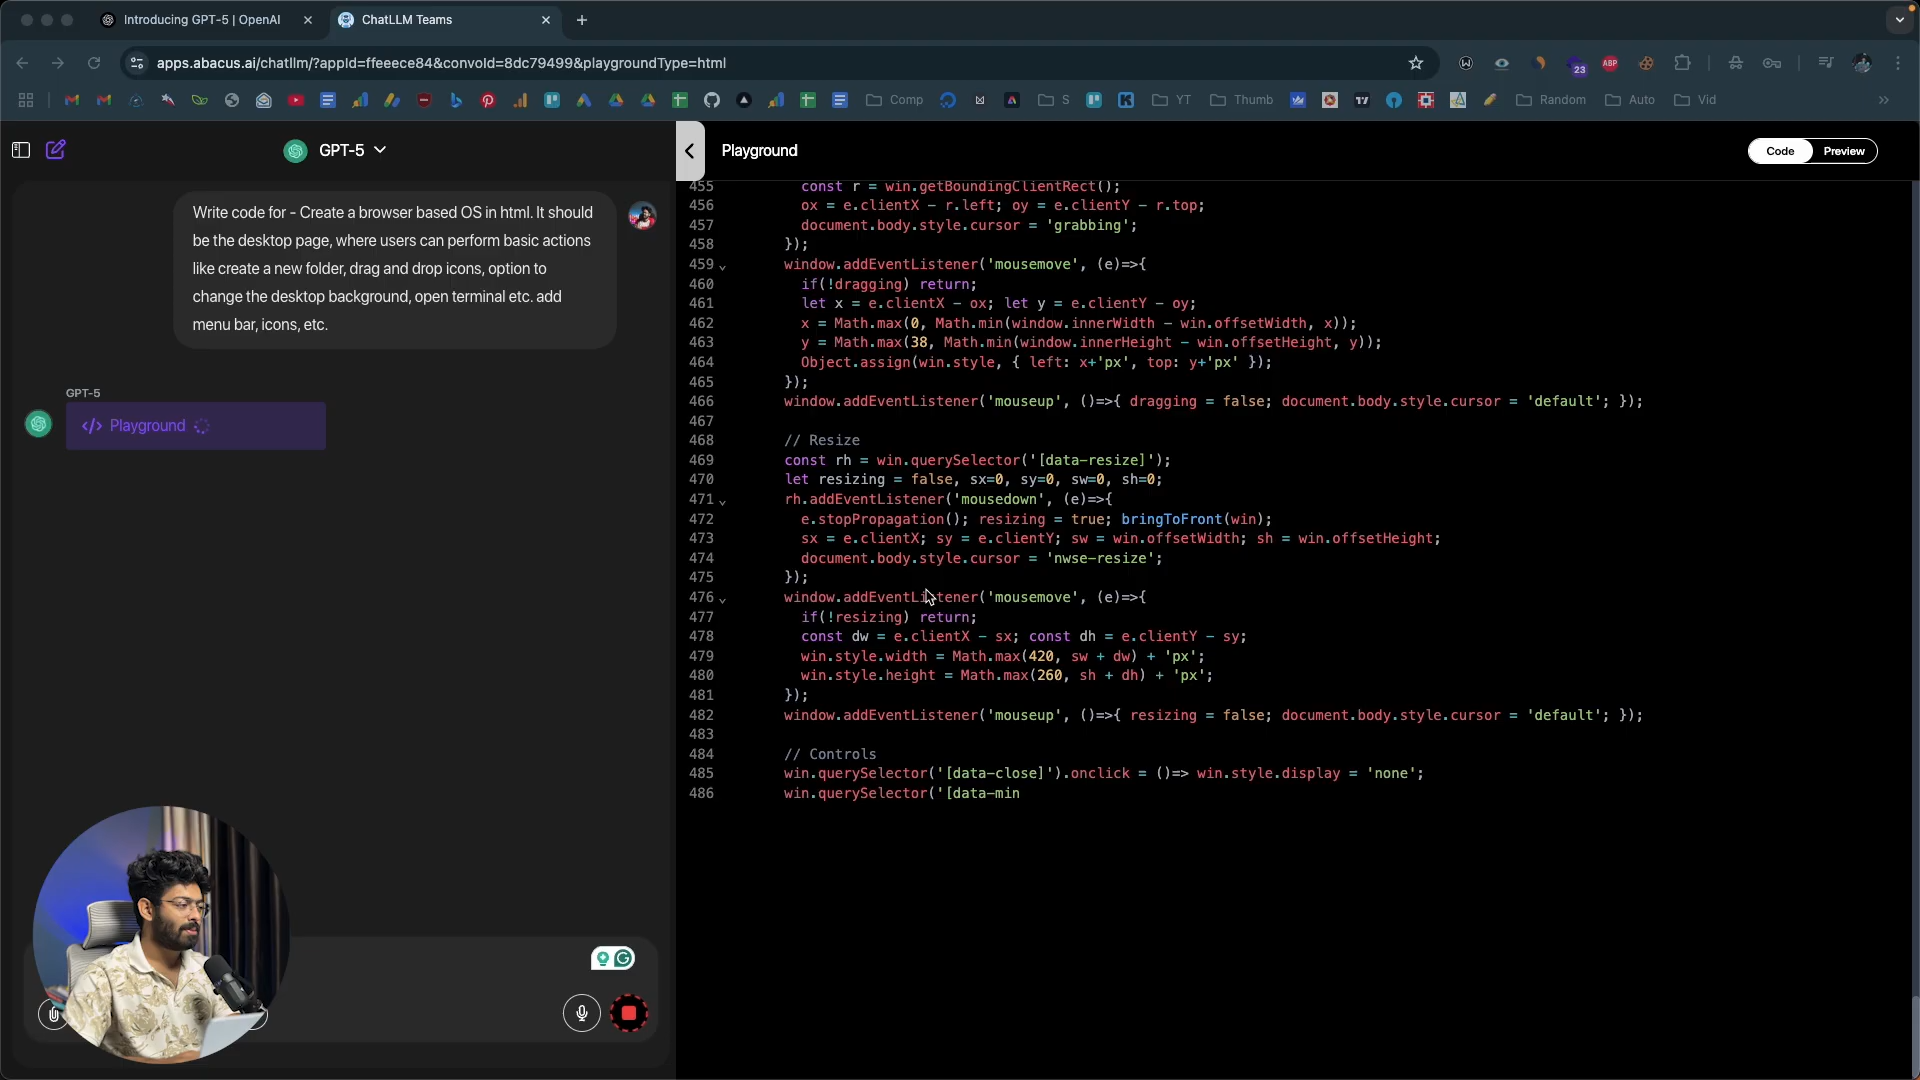 Introducing GPT-5 | OpenAI
ChatLLM Teams
apps.abacus.ai/chatllm/?appId=ffeeece84&convoId=8dc79499&playgroundType=html
23
ABP
Comp
S
YT
Thumb
Random
Auto
Vid
GPT-5
Playground
Code
Preview
Write code for - Create a browser based OS in html. It should
be the desktop page, where users can perform basic actions
like create a new folder, drag and drop icons, option to
change the desktop background, open terminal etc. add
menu bar, icons, etc.
GPT-5
</> Playground
455 const r = win.getBoundingClientRect();
456 ox = e.clientX - r.left; oy = e.clientY - r.top;
457 document.body.style.cursor = 'grabbing';
458 });
459 window.addEventListener('mousemove', (e)=>{
460 if(!dragging) return;
461 let x = e.clientX - ox; let y = e.clientY - oy;
462 x = Math.max(0, Math.min(window.innerWidth - win.offsetWidth, x));
463 y = Math.max(38, Math.min(window.innerHeight - win.offsetHeight, y));
464 Object.assign(win.style, { left: x+'px', top: y+'px' });
465 });
466 window.addEventListener('mouseup', ()=>{ dragging = false; document.body.style.cursor = 'default'; });
467
468 // Resize
469 const rh = win.querySelector('[data-resize]');
470 let resizing = false, sx=0, sy=0, sw=0, sh=0;
471 rh.addEventListener('mousedown', (e)=>{
472 e.stopPropagation(); resizing = true; bringToFront(win);
473 sx = e.clientX; sy = e.clientY; sw = win.offsetWidth; sh = win.offsetHeight;
474 document.body.style.cursor = 'nwse-resize';
475 });
476 window.addEventListener('mousemove', (e)=>{
477 if(!resizing) return;
478 const dw = e.clientX - sx; const dh = e.clientY - sy;
479 win.style.width = Math.max(420, sw + dw) + 'px';
480 win.style.height = Math.max(260, sh + dh) + 'px';
481 });
482 window.addEventListener('mouseup', ()=>{ resizing = false; document.body.style.cursor = 'default'; });
483
484 // Controls
485 win.querySelector('[data-close]').onclick = ()=> win.style.display = 'none';
486 win.querySelector('[data-min